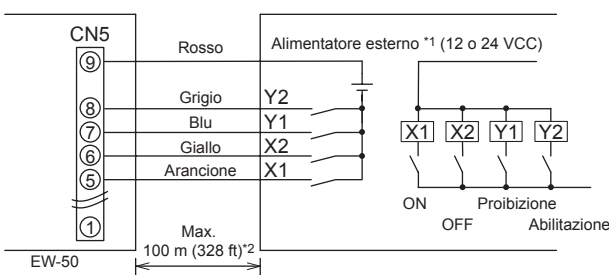 CN5
Rosso
Alimentatore esterno *1 (12 o 24 VCC)
⑨
⑧ Grigio Y2
⑦ Blu Y1
⑥ Giallo X2
⑤ Arancione X1
①
X1 X2 Y1 Y2
ON Proibizione
OFF Abilitazione
Max.
100 m (328 ft)*2
EW-50